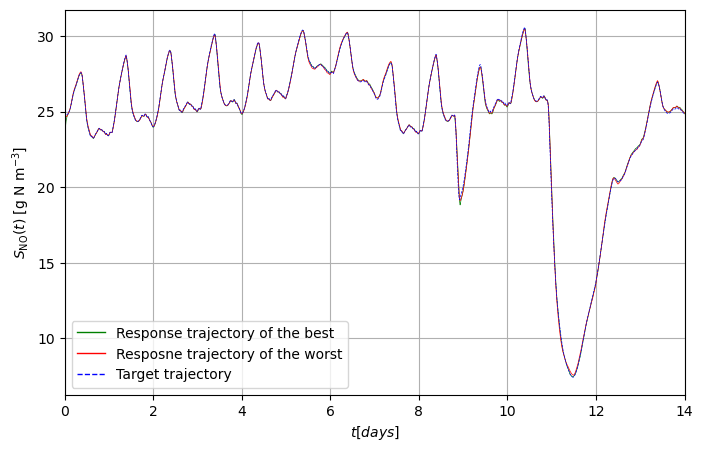 30
25
20
15
10
S_NO(t) [g N m⁻³]
Response trajectory of the best
Resposne trajectory of the worst
Target trajectory
0 2 4 6 8 10 12 14
t[days]